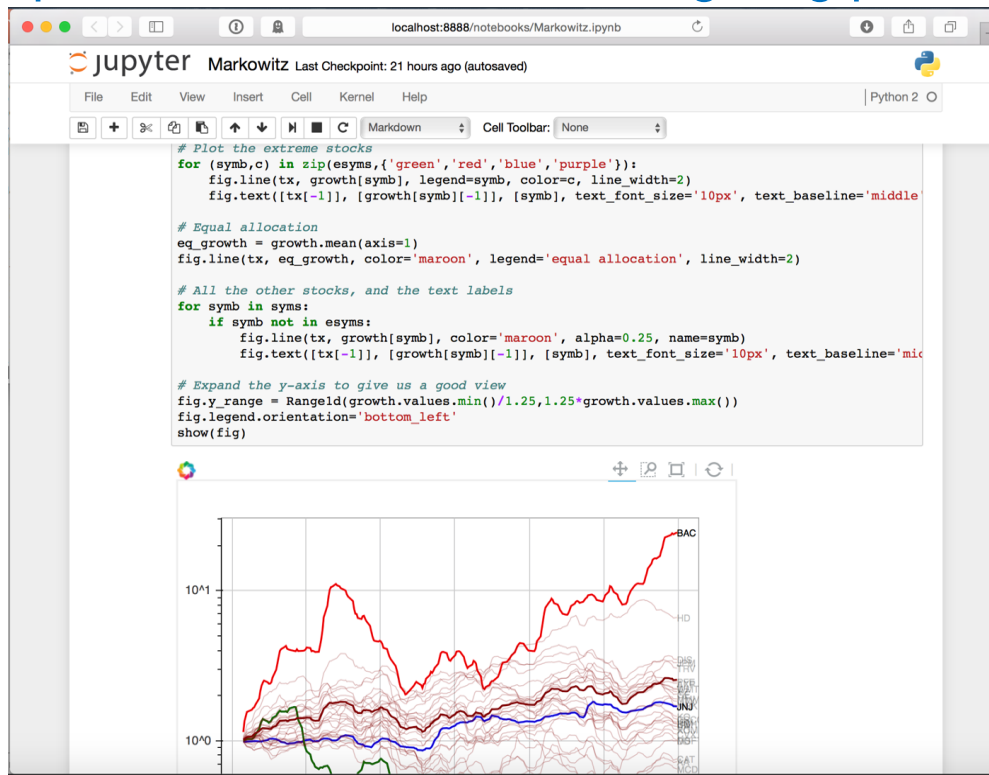 localhost:8888/notebooks/Markowitz.ipynb
jupyter Markowitz Last Checkpoint: 21 hours ago (autosaved)
File Edit View Insert Cell Kernel Help Python 2
Markdown Cell Toolbar: None
# Plot the extreme stocks
for (symb,c) in zip(esyms,{'green','red','blue','purple'}):
    fig.line(tx, growth[symb], legend=symb, color=c, line_width=2)
    fig.text([tx[-1]], [growth[symb][-1]], [symb], text_font_size='10px', text_baseline='middle'
# Equal allocation
eq_growth = growth.mean(axis=1)
fig.line(tx, eq_growth, color='maroon', legend='equal allocation', line_width=2)
# All the other stocks, and the text labels
for symb in syms:
    if symb not in esyms:
        fig.line(tx, growth[symb], color='maroon', alpha=0.25, name=symb)
        fig.text([tx[-1]], [growth[symb][-1]], [symb], text_font_size='10px', text_baseline='mid
# Expand the y-axis to give us a good view
fig.y_range = Range1d(growth.values.min()/1.25,1.25*growth.values.max())
fig.legend.orientation='bottom_left'
show(fig)
BAC
10^1
HD
DIS
JNJ
10^0
CAT
MCD